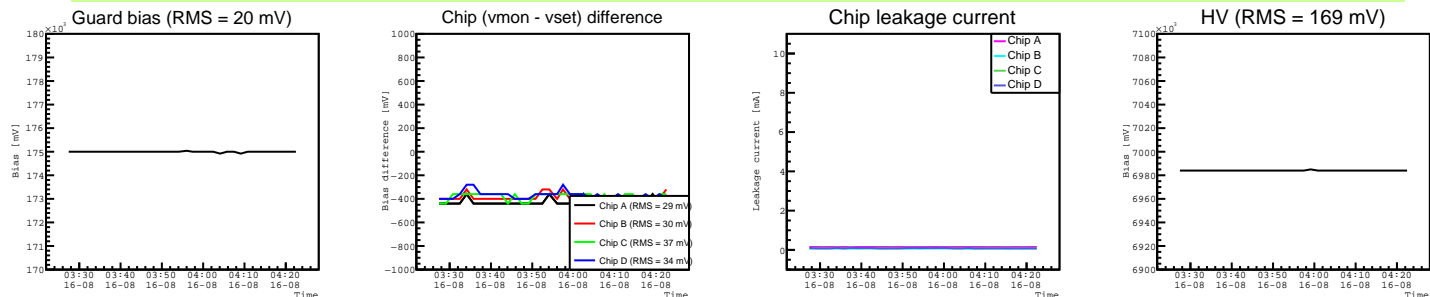 Guard bias (RMS = 20 mV)
×10³
Bias [mV]
180
179
178
177
176
175
174
173
172
171
170
03:30 03:40 03:50 04:00 04:10 04:20
16-08 16-08 16-08 16-08 16-08 16-08
Time
Chip (vmon - vset) difference
Bias difference [mV]
1000
800
600
400
200
0
−200
−400
−600
−800
−1000
Chip A (RMS = 29 mV)
Chip B (RMS = 30 mV)
Chip C (RMS = 37 mV)
Chip D (RMS = 34 mV)
03:30 03:40 03:50 04:00 04:10 04:20
16-08 16-08 16-08 16-08 16-08 16-08
Time
Chip leakage current
Leakage current [mA]
10
8
6
4
2
0
Chip A
Chip B
Chip C
Chip D
03:30 03:40 03:50 04:00 04:10 04:20
16-08 16-08 16-08 16-08 16-08 16-08
Time
HV (RMS = 169 mV)
×10³
Bias [mV]
7100
7080
7060
7040
7020
7000
6980
6960
6940
6920
6900
03:30 03:40 03:50 04:00 04:10 04:20
16-08 16-08 16-08 16-08 16-08 16-08
Time